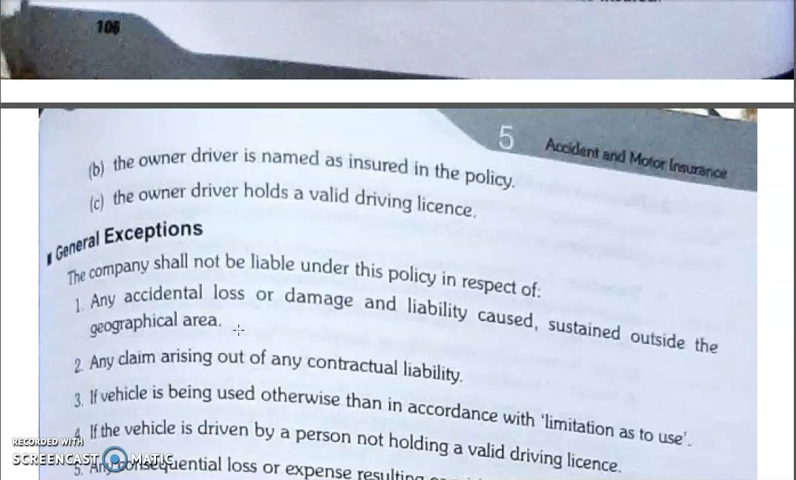 106
5 Accident and Motor Insurance
(b) the owner driver is named as insured in the policy.
(c) the owner driver holds a valid driving licence.
General Exceptions
The company shall not be liable under this policy in respect of:
1. Any accidental loss or damage and liability caused, sustained outside the
geographical area.
2. Any claim arising out of any contractual liability.
3. If vehicle is being used otherwise than in accordance with 'limitation as to use'.
4. If the vehicle is driven by a person not holding a valid driving licence.
5. Any consequential loss or expense resulting
RECORDED WITH
SCREENCAST MATIC